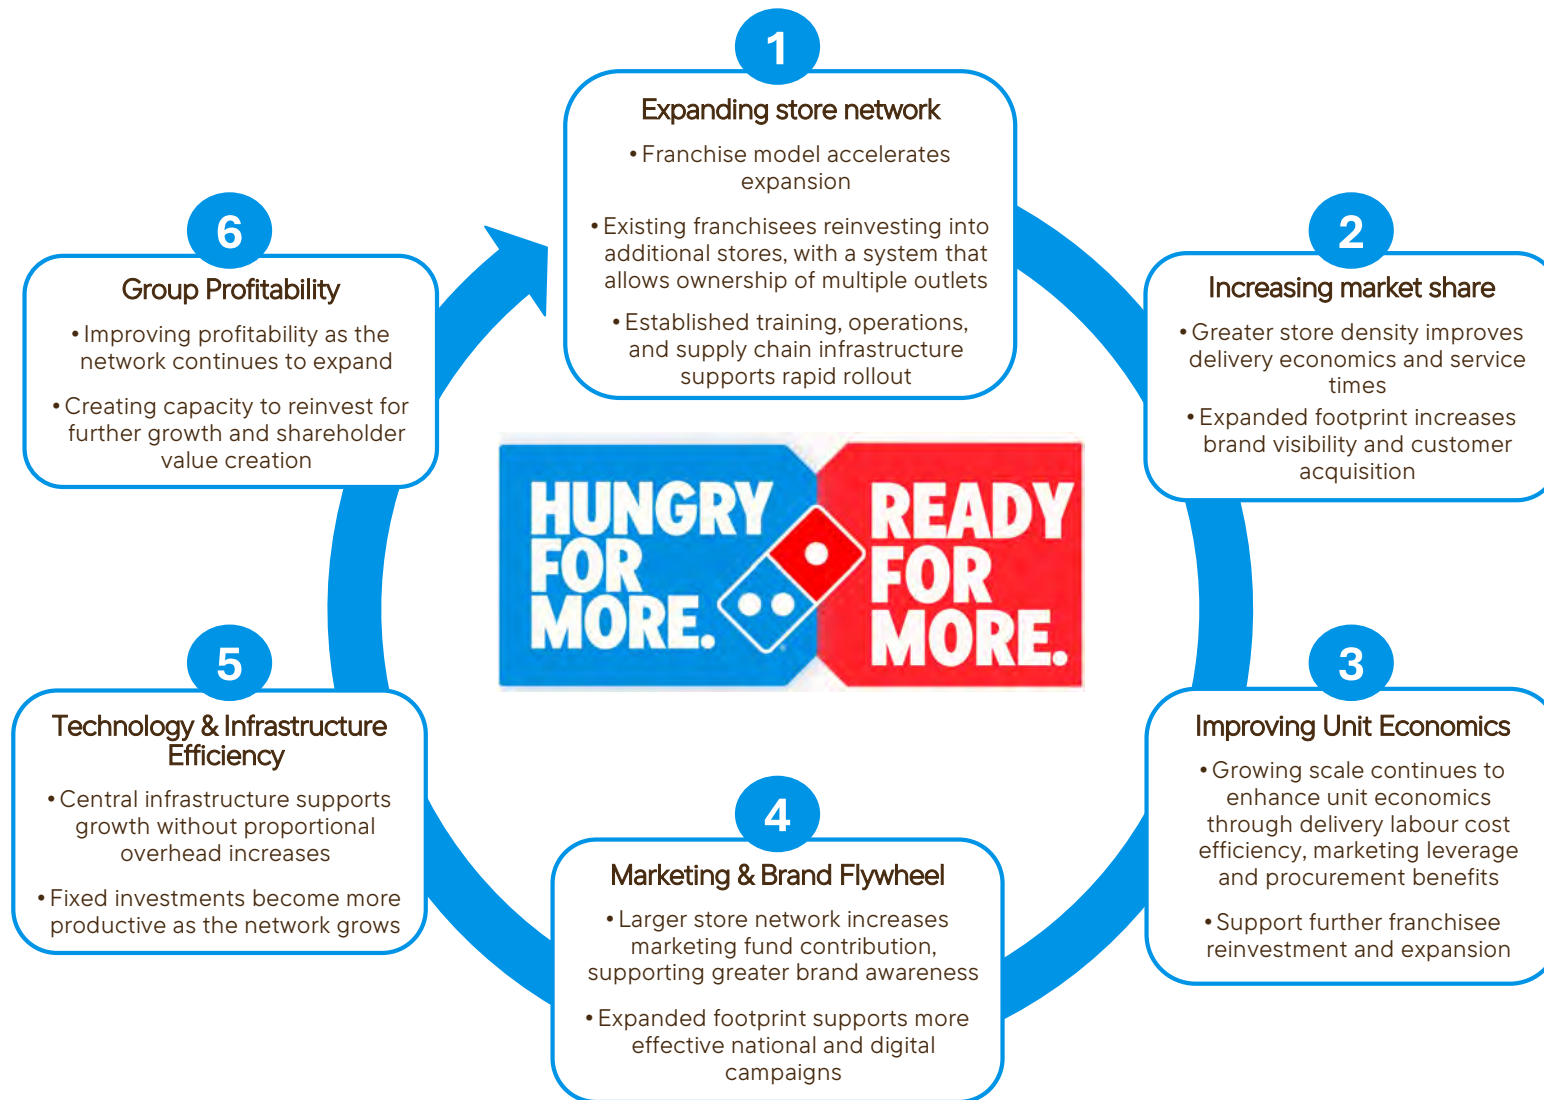 1
Expanding store network
• Franchise model accelerates
expansion
• Existing franchisees reinvesting into
additional stores, with a system that
allows ownership of multiple outlets
• Established training, operations,
and supply chain infrastructure
supports rapid rollout
2
Increasing market share
• Greater store density improves
delivery economics and service
times
• Expanded footprint increases
brand visibility and customer
acquisition
3
Improving Unit Economics
• Growing scale continues to
enhance unit economics
through delivery labour cost
efficiency, marketing leverage
and procurement benefits
• Support further franchisee
reinvestment and expansion
4
Marketing & Brand Flywheel
• Larger store network increases
marketing fund contribution,
supporting greater brand awareness
• Expanded footprint supports more
effective national and digital
campaigns
5
Technology & Infrastructure
Efficiency
• Central infrastructure supports
growth without proportional
overhead increases
• Fixed investments become more
productive as the network grows
6
Group Profitability
• Improving profitability as the
network continues to expand
• Creating capacity to reinvest for
further growth and shareholder
value creation
HUNGRY
FOR
MORE.
READY
FOR
MORE.